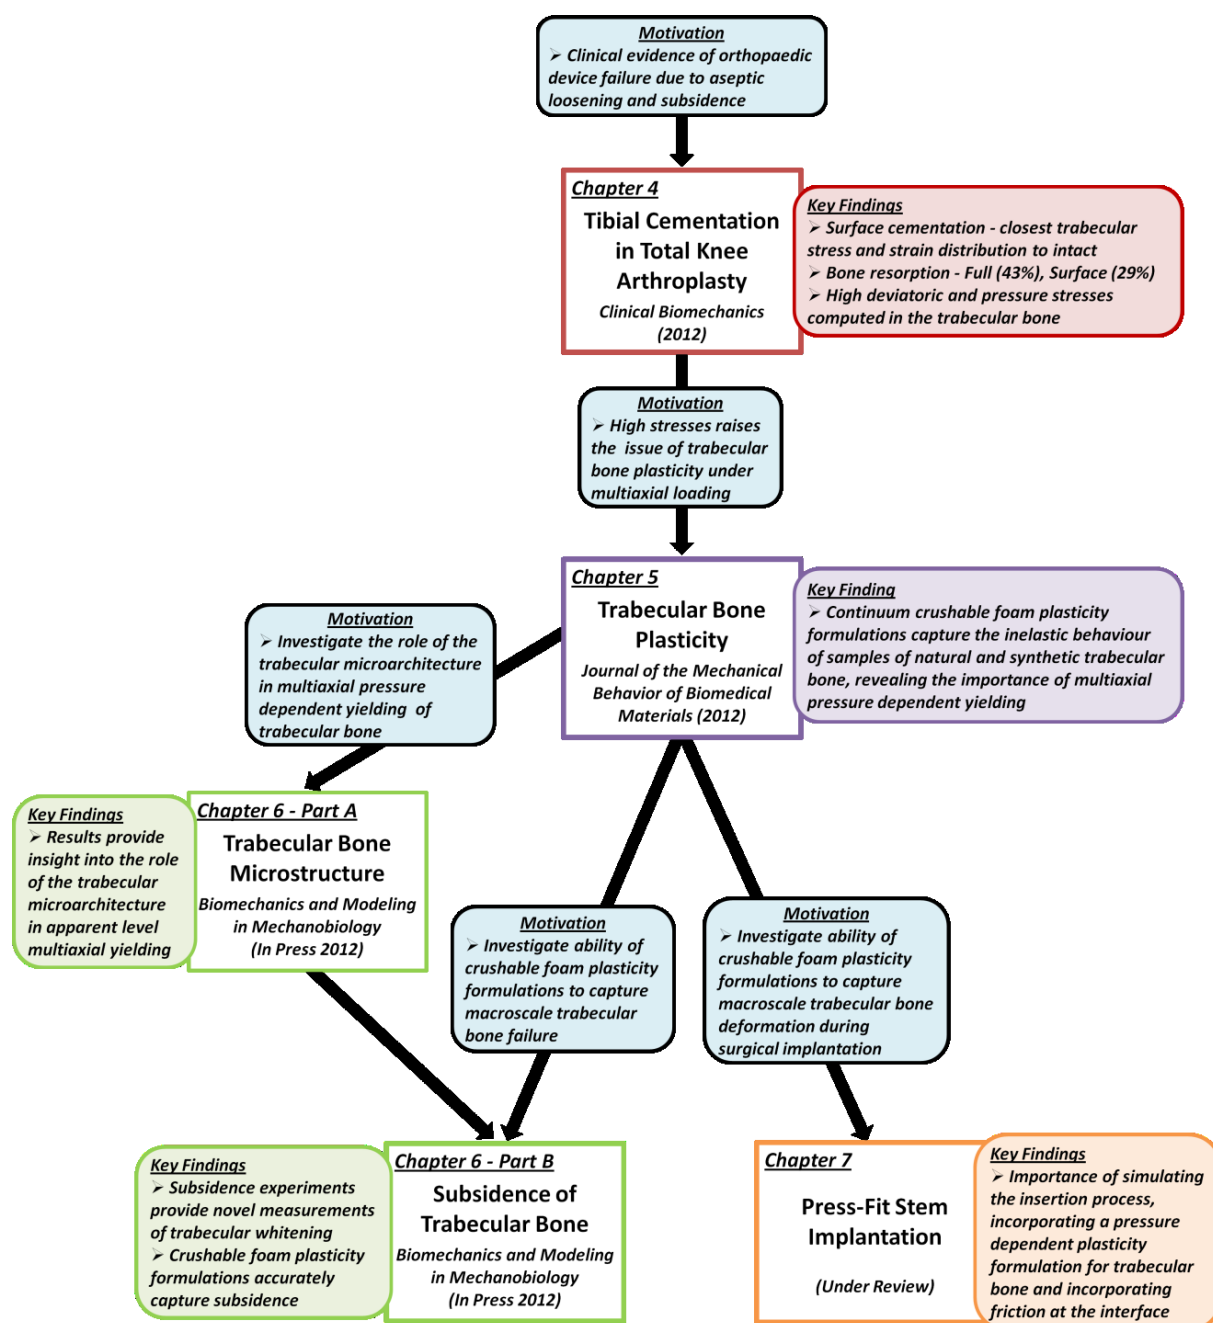 Motivation
➢ Clinical evidence of orthopaedic
device failure due to aseptic
loosening and subsidence
Chapter 4
Tibial Cementation
in Total Knee
Arthroplasty
Clinical Biomechanics
(2012)
Key Findings
➢ Surface cementation - closest trabecular
stress and strain distribution to intact
➢ Bone resorption - Full (43%), Surface (29%)
➢ High deviatoric and pressure stresses
computed in the trabecular bone
Motivation
➢ High stresses raises
the issue of trabecular
bone plasticity under
multiaxial loading
Chapter 5
Trabecular Bone
Plasticity
Journal of the Mechanical
Behavior of Biomedical
Materials (2012)
Key Finding
➢ Continuum crushable foam plasticity
formulations capture the inelastic behaviour
of samples of natural and synthetic trabecular
bone, revealing the importance of multiaxial
pressure dependent yielding
Motivation
➢ Investigate the role of the
trabecular microarchitecture
in multiaxial pressure
dependent yielding of
trabecular bone
Key Findings
➢ Results provide
insight into the role
of the trabecular
microarchitecture
in apparent level
multiaxial yielding
Chapter 6 - Part A
Trabecular Bone
Microstructure
Biomechanics and Modeling
in Mechanobiology
(In Press 2012)
Motivation
➢ Investigate ability of
crushable foam plasticity
formulations to capture
macroscale trabecular
bone failure
Motivation
➢ Investigate ability of
crushable foam plasticity
formulations to capture
macroscale trabecular bone
deformation during
surgical implantation
Key Findings
➢ Subsidence experiments
provide novel measurements
of trabecular whitening
➢ Crushable foam plasticity
formulations accurately
capture subsidence
Chapter 6 - Part B
Subsidence of
Trabecular Bone
Biomechanics and Modeling
in Mechanobiology
(In Press 2012)
Chapter 7
Press-Fit Stem
Implantation
(Under Review)
Key Findings
➢ Importance of simulating
the insertion process,
incorporating a pressure
dependent plasticity
formulation for trabecular
bone and incorporating
friction at the interface